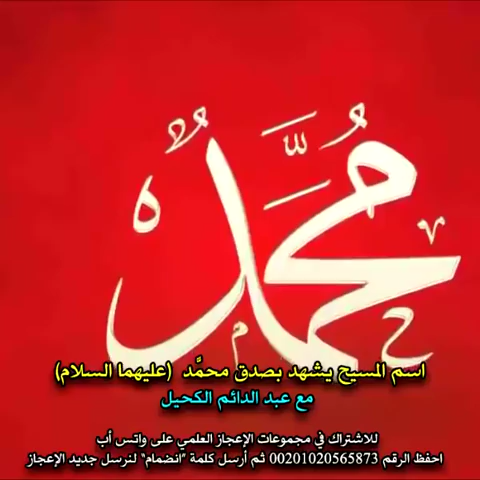 محمّد
اسم المسيح يشهد بصدق محمَّد (عليهما السلام)
مع عبد الدائم الكحيل
للاشتراك في مجموعات الإعجاز العلمي على واتس أب
احفظ الرقم 00201020565873 ثم أرسل كلمة "انضمام" لنرسل جديد الإعجاز